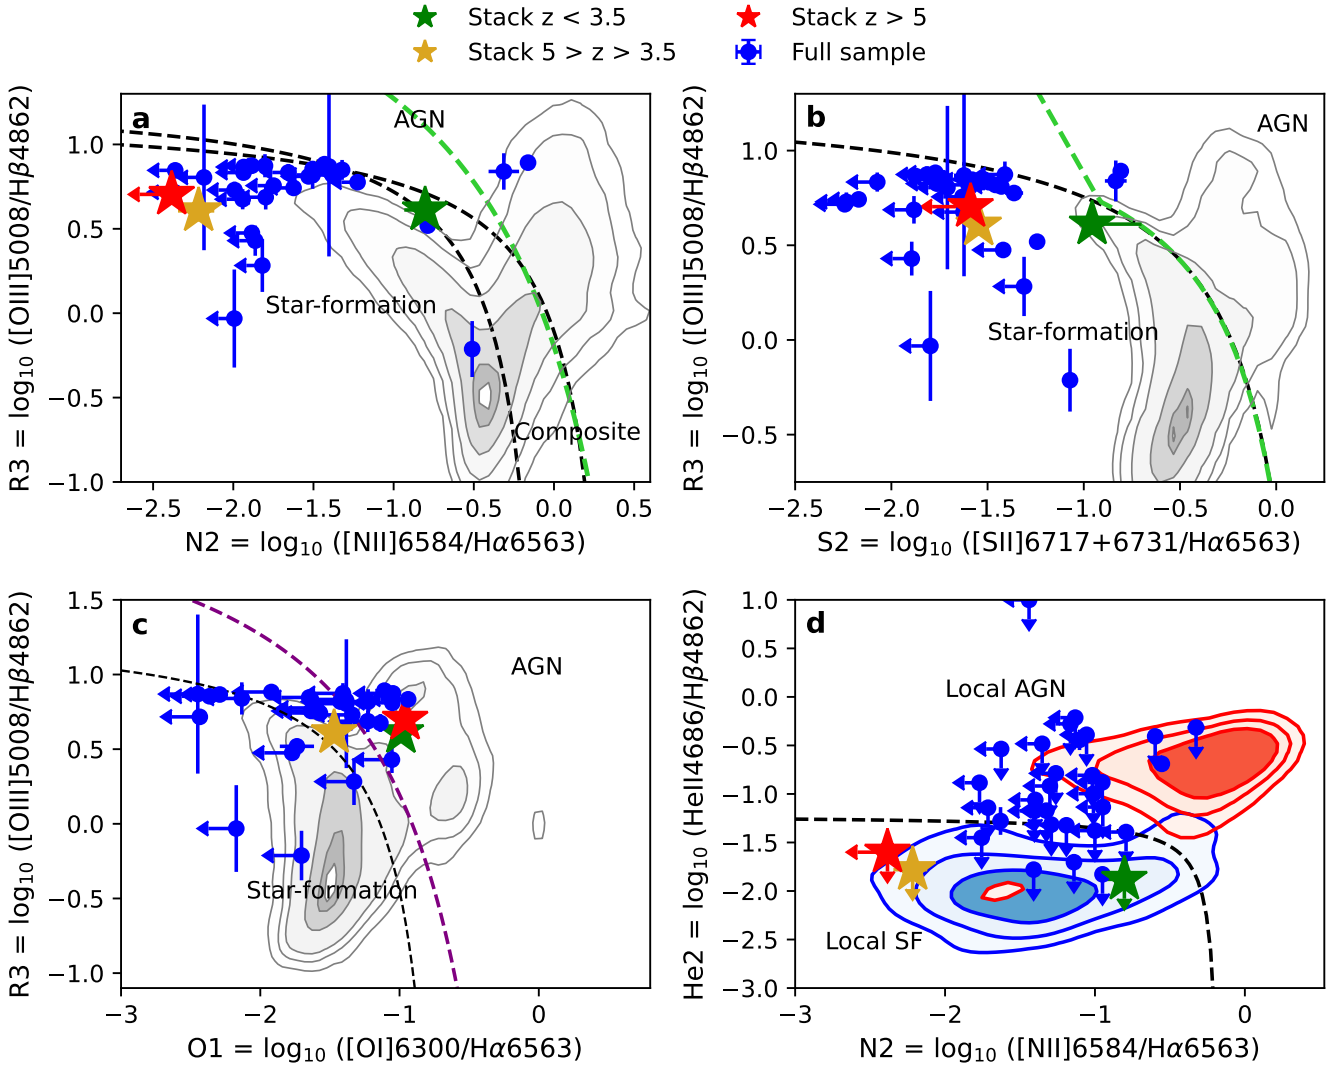 Stack z < 3.5
Stack z > 5
Stack 5 > z > 3.5
Full sample
a
AGN
Star-formation
Composite
R3 = log10 ([OIII]5008/Hβ4862)
1.0
0.5
0.0
−0.5
−1.0
−2.5 −2.0 −1.5 −1.0 −0.5 0.0 0.5
N2 = log10 ([NII]6584/Hα6563)
b
AGN
Star-formation
R3 = log10 ([OIII]5008/Hβ4862)
1.0
0.5
0.0
−0.5
−2.5 −2.0 −1.5 −1.0 −0.5 0.0
S2 = log10 ([SII]6717+6731/Hα6563)
c
AGN
Star-formation
R3 = log10 ([OIII]5008/Hβ4862)
1.5
1.0
0.5
0.0
−0.5
−1.0
−3 −2 −1 0
O1 = log10 ([OI]6300/Hα6563)
d
Local AGN
Local SF
He2 = log10 (HeII4686/Hβ4862)
1.0
0.5
0.0
−0.5
−1.0
−1.5
−2.0
−2.5
−3.0
−3 −2 −1 0
N2 = log10 ([NII]6584/Hα6563)